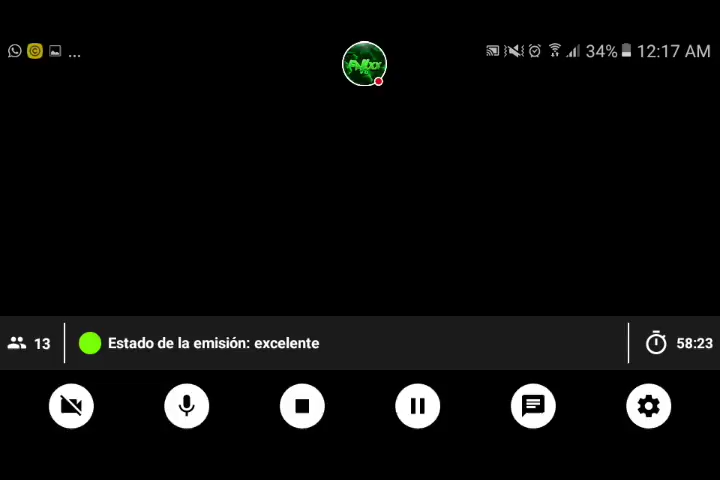 ...
34% 12:17 AM
13
Estado de la emisión: excelente
58:23